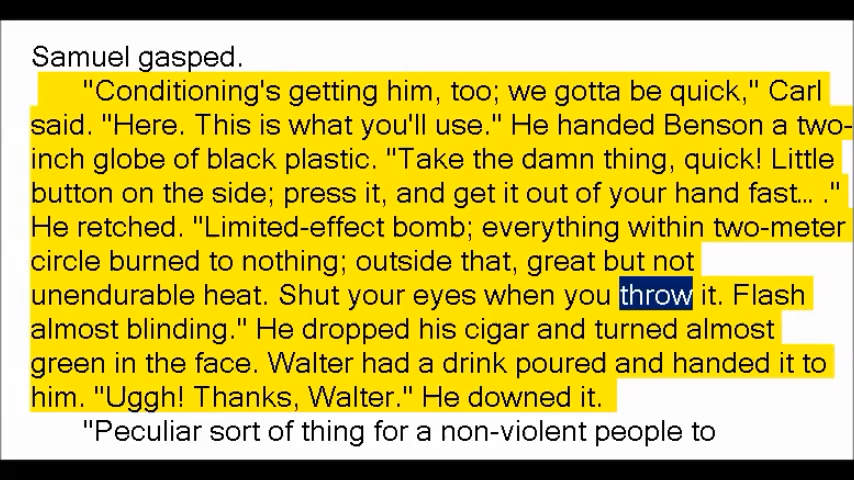 Samuel gasped.
"Conditioning's getting him, too; we gotta be quick," Carl
said. "Here. This is what you'll use." He handed Benson a two-
inch globe of black plastic. "Take the damn thing, quick! Little
button on the side; press it, and get it out of your hand fast... ."
He retched. "Limited-effect bomb; everything within two-meter
circle burned to nothing; outside that, great but not
unendurable heat. Shut your eyes when you throw it. Flash
almost blinding." He dropped his cigar and turned almost
green in the face. Walter had a drink poured and handed it to
him. "Uggh! Thanks, Walter." He downed it.
"Peculiar sort of thing for a non-violent people to